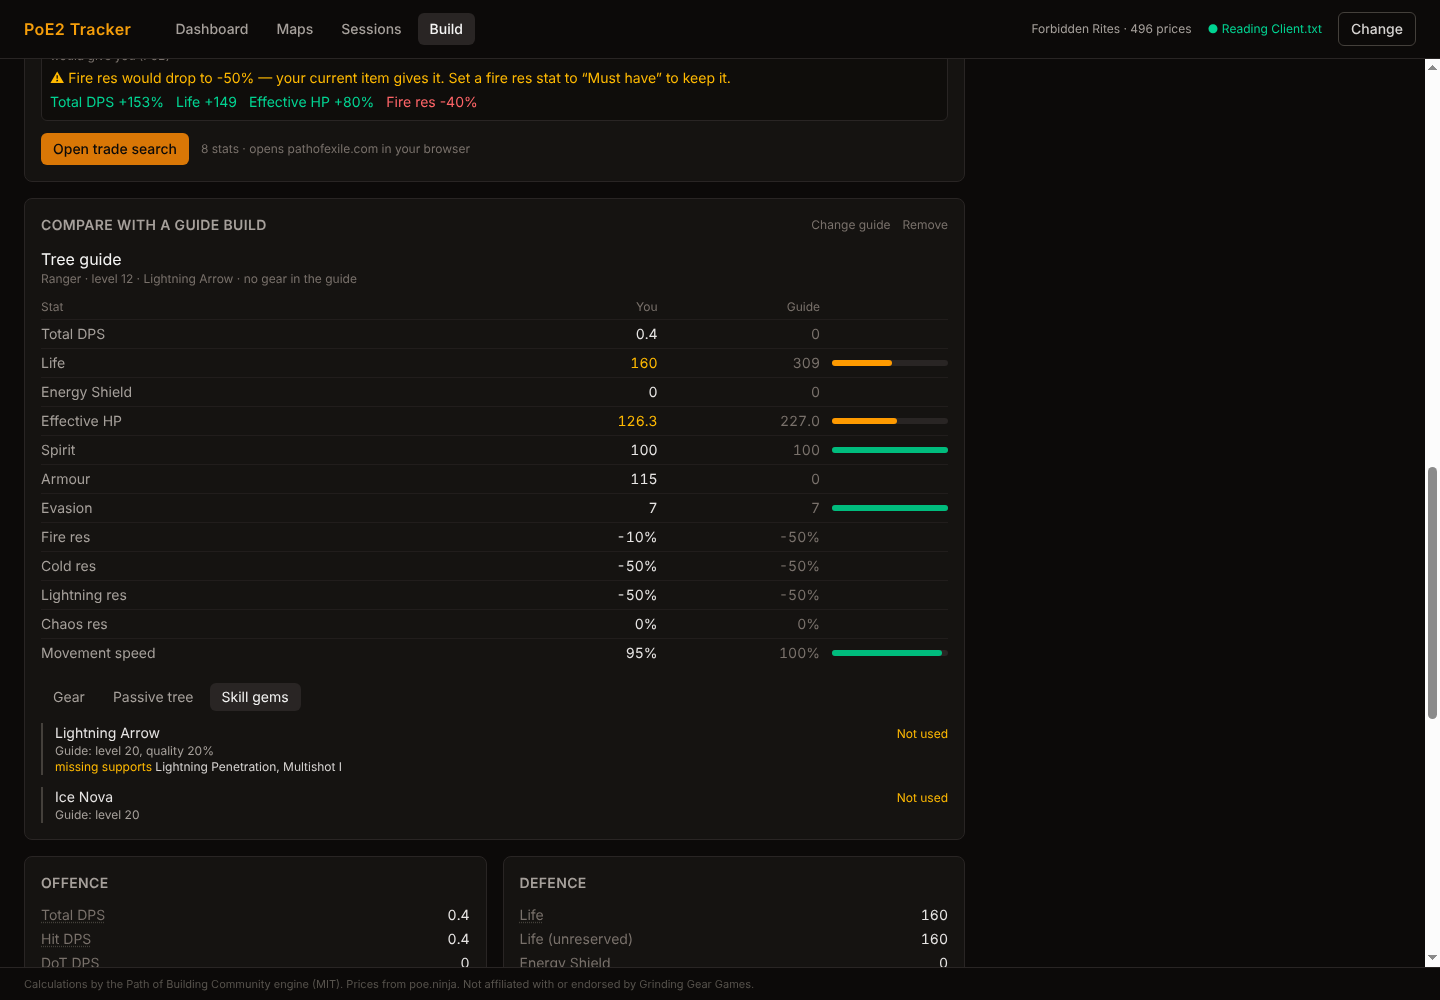 PoE2 Tracker Dashboard Maps Sessions Build Forbidden Rites · 496 prices Reading Client.txt Change
⚠ Fire res would drop to -50% — your current item gives it. Set a fire res stat to “Must have” to keep it.
Total DPS +153% Life +149 Effective HP +80% Fire res -40%
Open trade search 8 stats · opens pathofexile.com in your browser
COMPARE WITH A GUIDE BUILD Change guide Remove
Tree guide
Ranger · level 12 · Lightning Arrow · no gear in the guide
Stat You Guide
Total DPS 0.4 0
Life 160 309
Energy Shield 0 0
Effective HP 126.3 227.0
Spirit 100 100
Armour 115 0
Evasion 7 7
Fire res -10% -50%
Cold res -50% -50%
Lightning res -50% -50%
Chaos res 0% 0%
Movement speed 95% 100%
Gear Passive tree Skill gems
Lightning Arrow Not used
Guide: level 20, quality 20%
missing supports Lightning Penetration, Multishot I
Ice Nova Not used
Guide: level 20
OFFENCE
Total DPS 0.4
Hit DPS 0.4
DoT DPS 0
DEFENCE
Life 160
Life (unreserved) 160
Energy Shield 0
Calculations by the Path of Building Community engine (MIT). Prices from poe.ninja. Not affiliated with or endorsed by Grinding Gear Games.